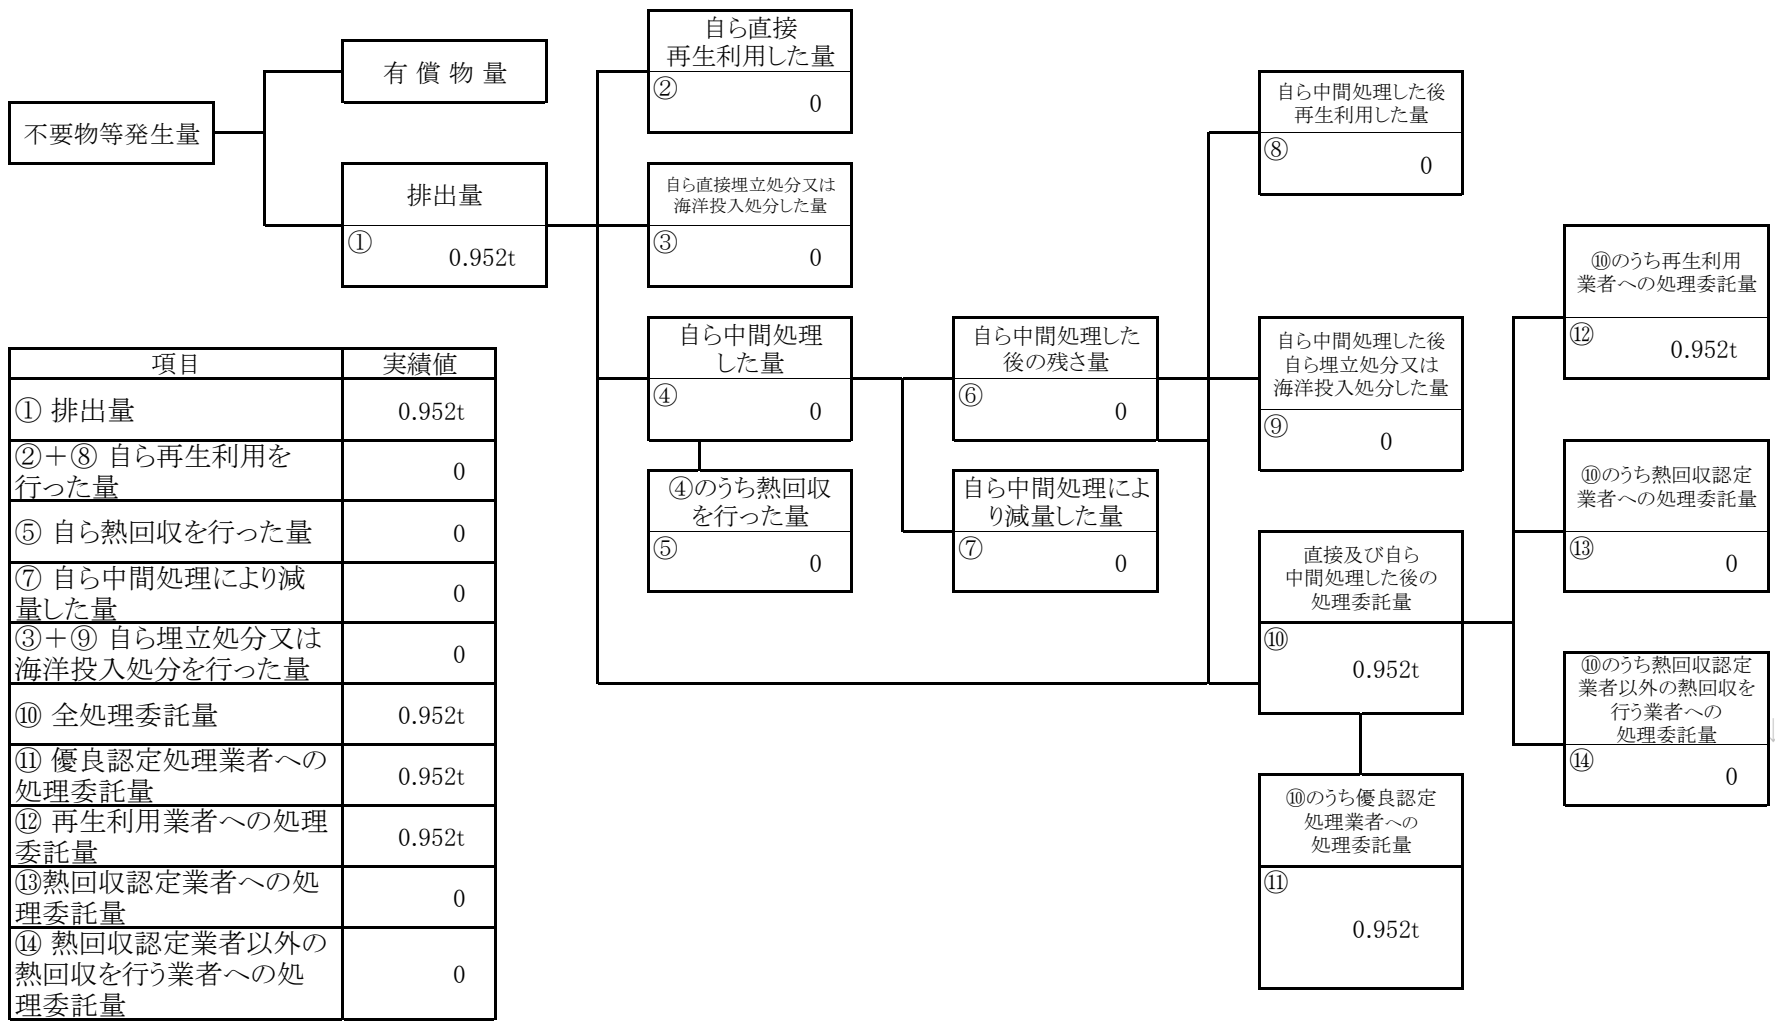 不要物等発生量
有 償 物 量
排出量
①
0.952t
自ら直接
再生利用した量
②
0
自ら直接埋立処分又は
海洋投入処分した量
③
0
自ら中間処理
した量
④
0
④のうち熱回収
を行った量
⑤
0
自ら中間処理した
後の残さ量
⑥
0
自ら中間処理によ
り減量した量
⑦
0
自ら中間処理した後
再生利用した量
⑧
0
自ら中間処理した後
自ら埋立処分又は
海洋投入処分した量
⑨
0
直接及び自ら
中間処理した後の
処理委託量
⑩
0.952t
⑩のうち優良認定
処理業者への
処理委託量
⑪
0.952t
⑩のうち再生利用
業者への処理委託量
⑫
0.952t
⑩のうち熱回収認定
業者への処理委託量
⑬
0
⑩のうち熱回収認定
業者以外の熱回収を
行う業者への
処理委託量
⑭
0
項目 実績値
① 排出量 0.952t
②＋⑧ 自ら再生利用を
行った量 0
⑤ 自ら熱回収を行った量 0
⑦ 自ら中間処理により減
量した量 0
③＋⑨ 自ら埋立処分又は
海洋投入処分を行った量 0
⑩ 全処理委託量 0.952t
⑪ 優良認定処理業者への
処理委託量 0.952t
⑫ 再生利用業者への処理
委託量 0.952t
⑬熱回収認定業者への処
理委託量 0
⑭ 熱回収認定業者以外の
熱回収を行う業者への処
理委託量 0